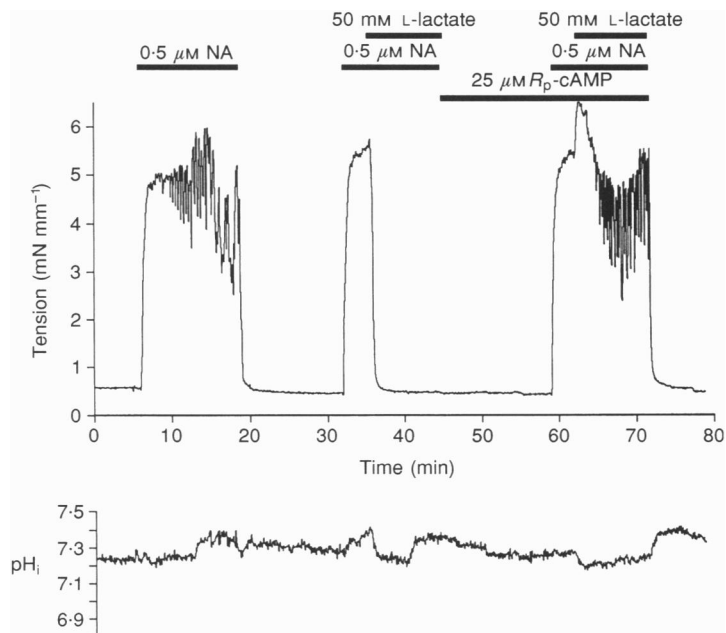 50 mM L-lactate 50 mM L-lactate
0·5 μM NA 0·5 μM NA 0·5 μM NA
25 μM Rp-cAMP
Tension (mN mm⁻¹)
6
5
4
3
2
1
0
0 10 20 30 40 50 60 70 80
Time (min)
pHi
7·5
7·3
7·1
6·9